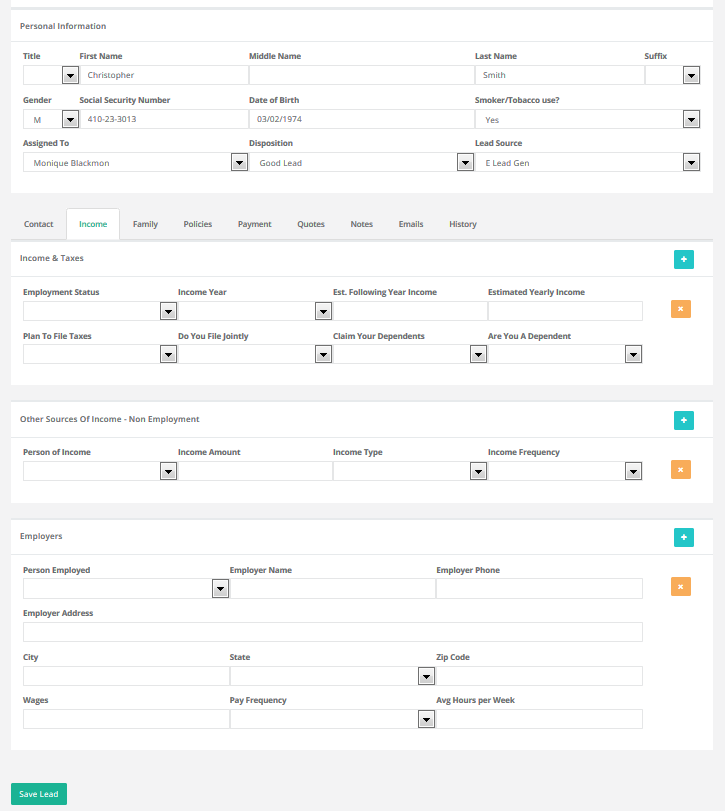 Personal Information
Title First Name Middle Name Last Name Suffix
Christopher Smith
Gender Social Security Number Date of Birth Smoker/Tobacco use?
M 410-23-3013 03/02/1974 Yes
Assigned To Disposition Lead Source
Monique Blackmon Good Lead E Lead Gen
Contact Income Family Policies Payment Quotes Notes Emails History
Income & Taxes
Employment Status Income Year Est. Following Year Income Estimated Yearly Income
Plan To File Taxes Do You File Jointly Claim Your Dependents Are You A Dependent
Other Sources Of Income - Non Employment
Person of Income Income Amount Income Type Income Frequency
Employers
Person Employed Employer Name Employer Phone
Employer Address
City State Zip Code
Wages Pay Frequency Avg Hours per Week
Save Lead